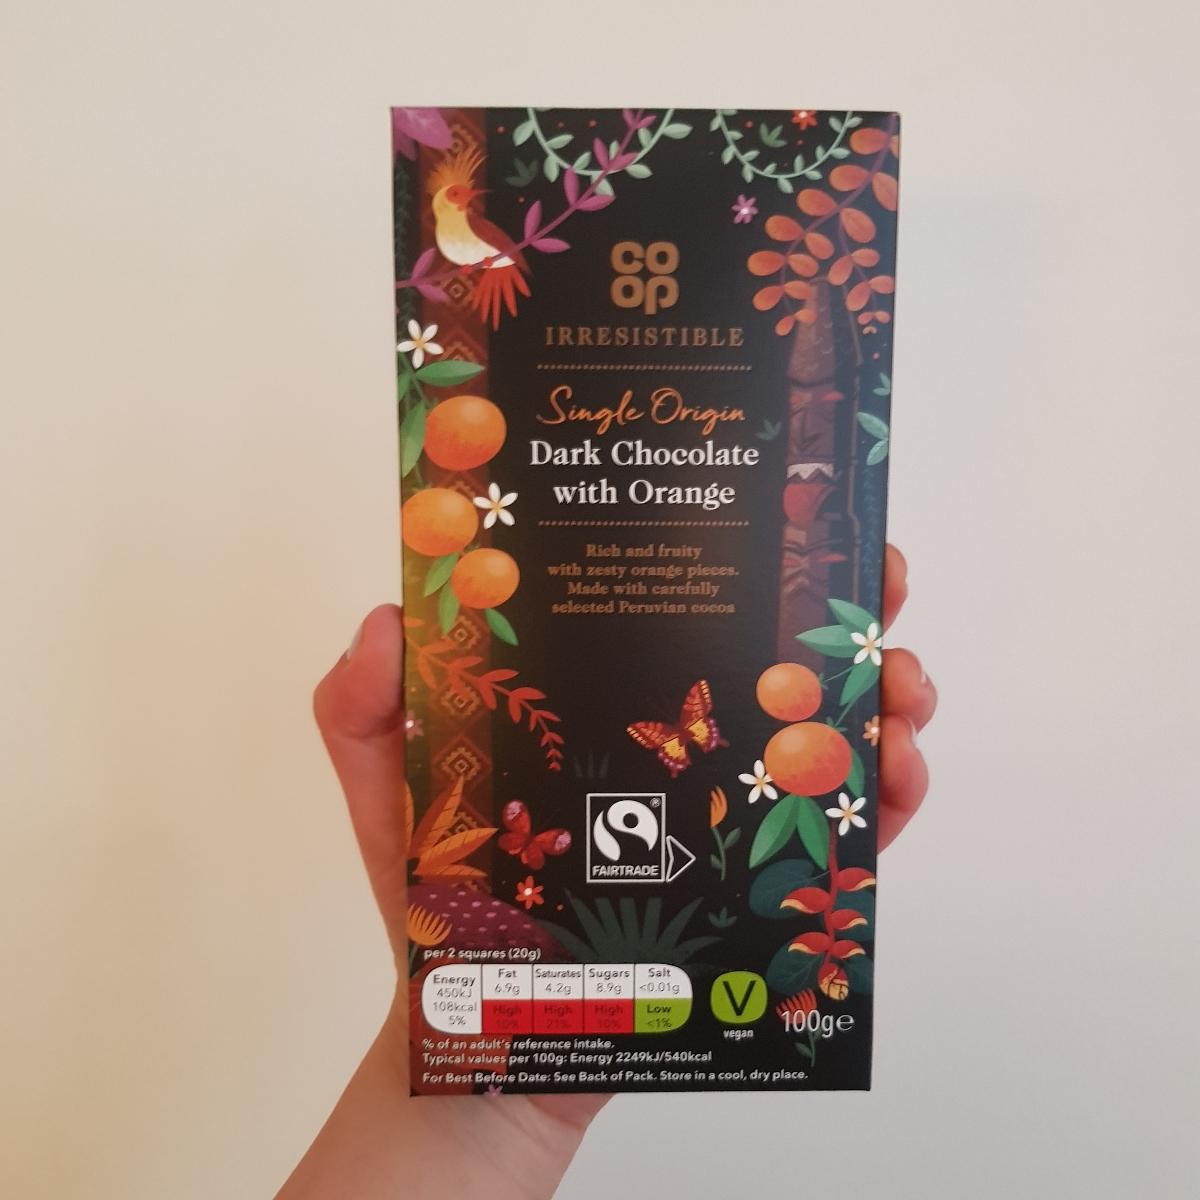 CO
OP
IRRESISTIBLE
Single Origin
Dark Chocolate
with Orange
Rich and fruity
with zesty orange pieces.
Made with carefully
selected Peruvian cocoa
®
FAIRTRADE
per 2 squares (20g)
Energy 450kJ 108kcal 5%
Fat 6.9g High 10%
Saturates 4.2g High 21%
Sugars 8.9g High 10%
Salt <0.01g Low <1%
V
vegan
100g℮
% of an adult's reference intake.
Typical values per 100g: Energy 2249kJ/540kcal
For Best Before Date: See Back of Pack. Store in a cool, dry place.